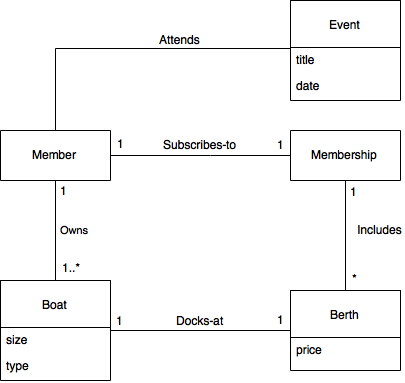 Event
Attends
title
date
Member
1
Subscribes-to
1
Membership
1
1
Owns
Includes
1..*
*
Boat
1
Docks-at
1
Berth
size
price
type